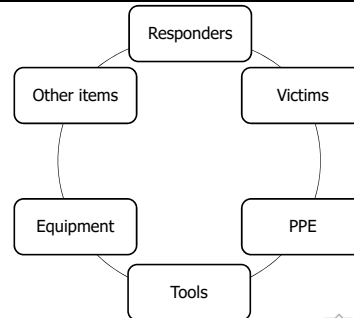 Responders
Other items
Victims
Equipment
PPE
Tools